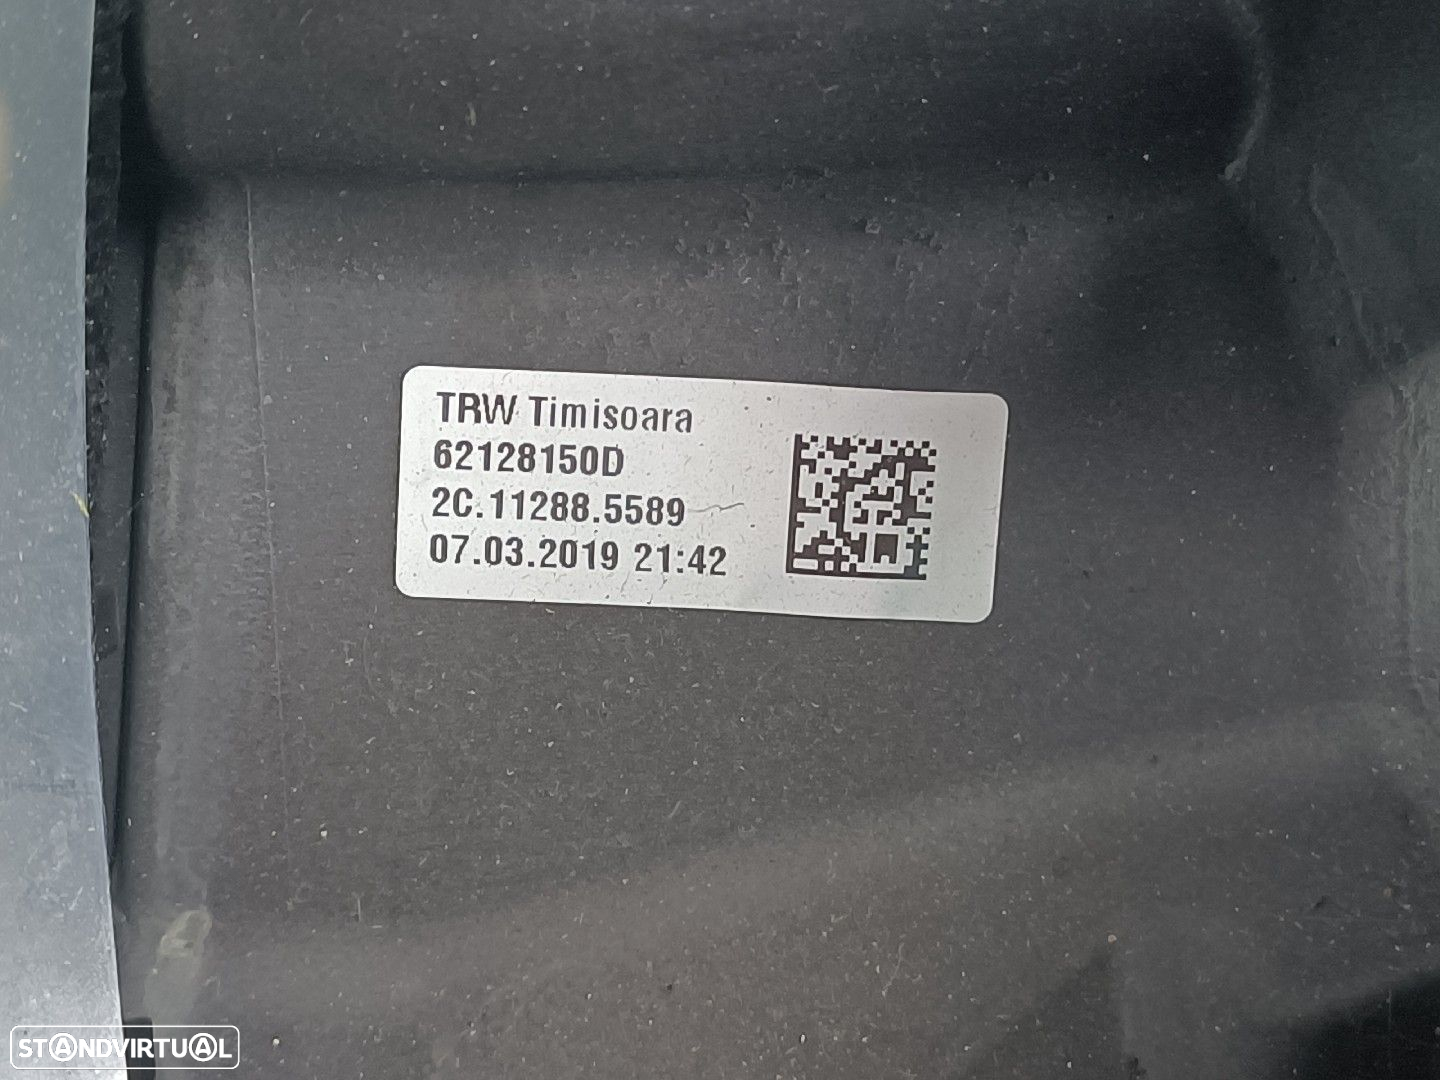 TRW Timisoara
62128150D
2C.11288.5589
07.03.2019 21:42
STANDVIRTUAL